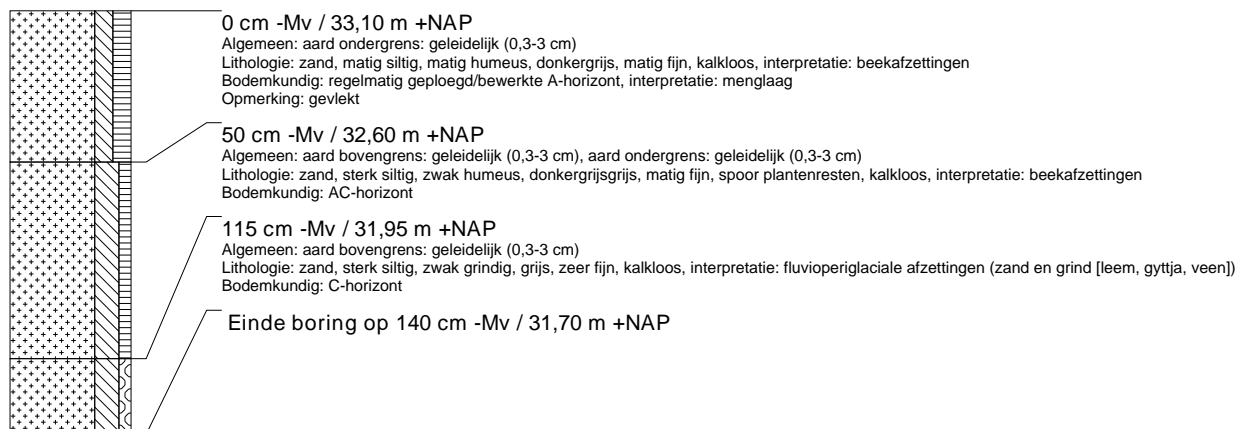 0 cm -Mv / 33,10 m +NAP
Algemeen: aard ondergrens: geleidelijk (0,3-3 cm)
Lithologie: zand, matig siltig, matig humeus, donkergrijs, matig fijn, kalkloos, interpretatie: beekafzettingen
Bodemkundig: regelmatig geploegd/bewerkte A-horizont, interpretatie: menglaag
Opmerking: gevlekt
50 cm -Mv / 32,60 m +NAP
Algemeen: aard bovengrens: geleidelijk (0,3-3 cm), aard ondergrens: geleidelijk (0,3-3 cm)
Lithologie: zand, sterk siltig, zwak humeus, donkergrijsgrijs, matig fijn, spoor plantenresten, kalkloos, interpretatie: beekafzettingen
Bodemkundig: AC-horizont
115 cm -Mv / 31,95 m +NAP
Algemeen: aard bovengrens: geleidelijk (0,3-3 cm)
Lithologie: zand, sterk siltig, zwak grindig, grijs, zeer fijn, kalkloos, interpretatie: fluvioperiglaciale afzettingen (zand en grind [leem, gyttja, veen])
Bodemkundig: C-horizont
Einde boring op 140 cm -Mv / 31,70 m +NAP